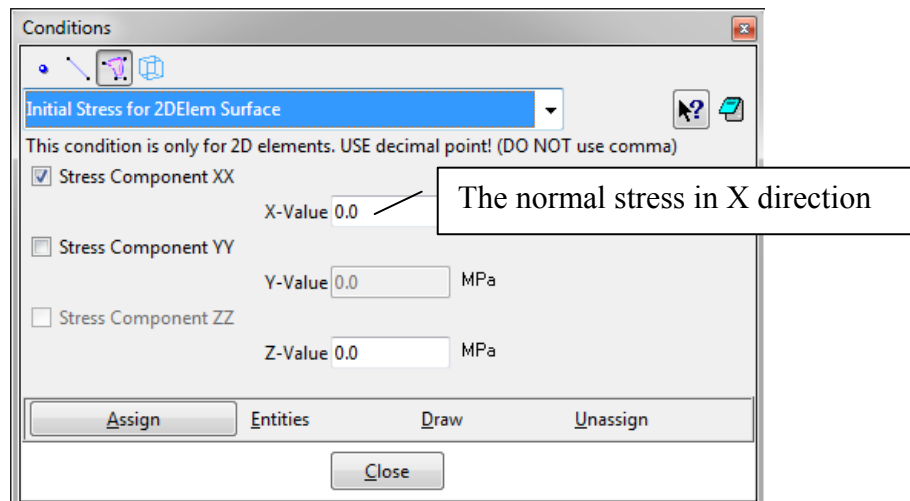 Conditions
Initial Stress for 2DElem Surface
This condition is only for 2D elements. USE decimal point! (DO NOT use comma)
Stress Component XX
X-Value 0.0
The normal stress in X direction
Stress Component YY
Y-Value 0.0 MPa
Stress Component ZZ
Z-Value 0.0 MPa
Assign Entities Draw Unassign
Close